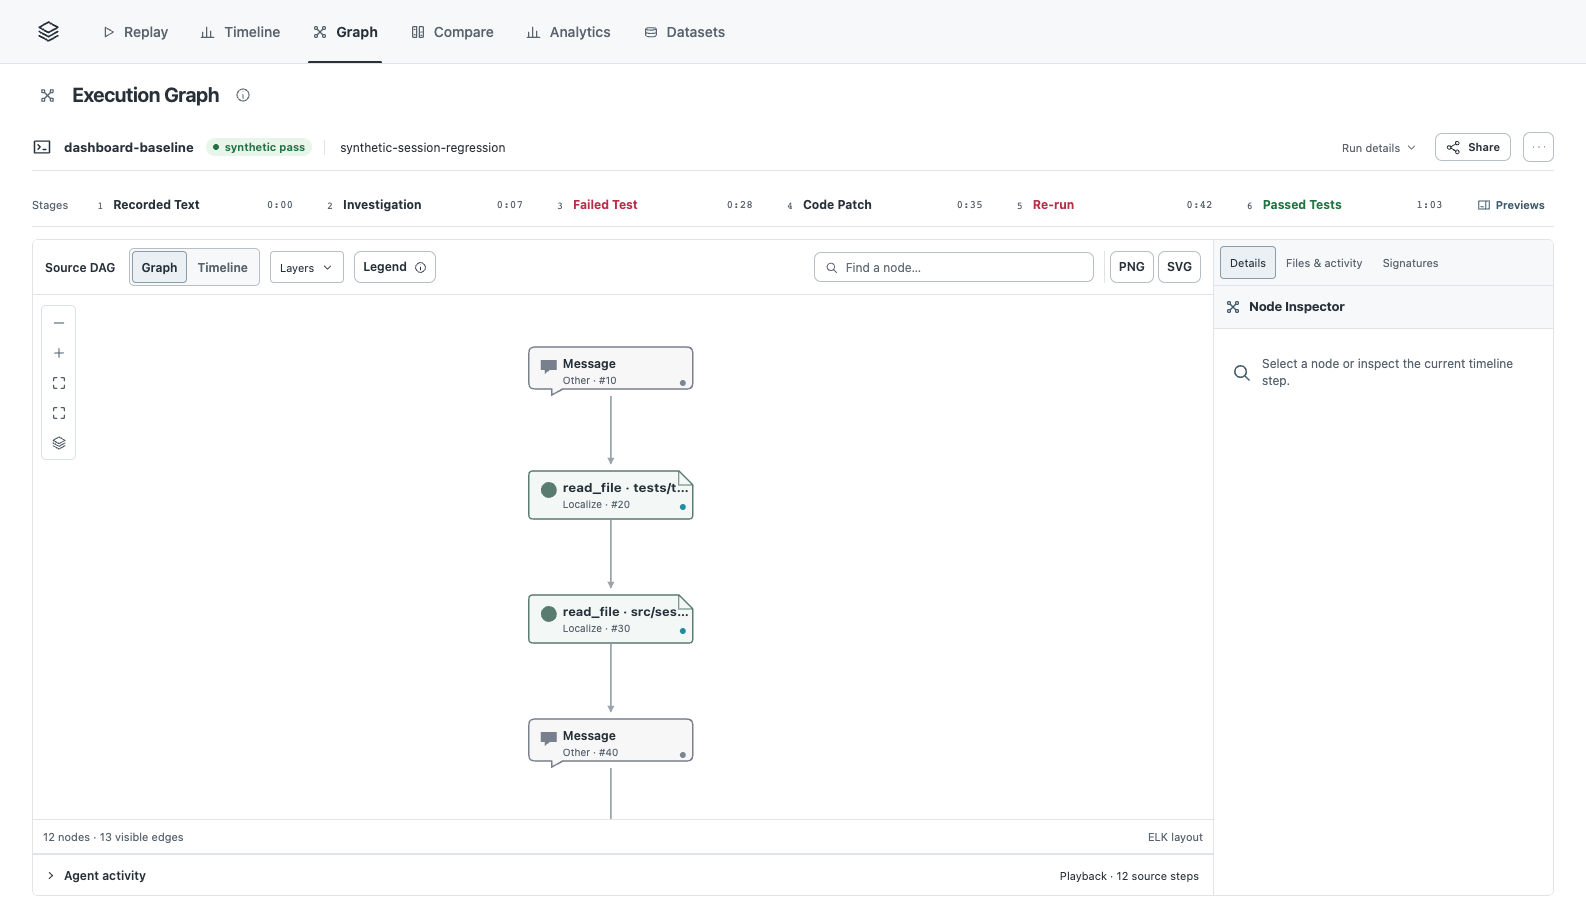 Replay Timeline Graph Compare Analytics Datasets
Execution Graph
dashboard-baseline synthetic pass synthetic-session-regression Run details Share
Stages 1 Recorded Text 0:00 2 Investigation 0:07 3 Failed Test 0:28 4 Code Patch 0:35 5 Re-run 0:42 6 Passed Tests 1:03 Previews
Source DAG Graph Timeline Layers Legend Find a node... PNG SVG
Details Files & activity Signatures
Node Inspector
Select a node or inspect the current timeline
step.
Message
Other · #10
read_file · tests/t...
Localize · #20
read_file · src/ses...
Localize · #30
Message
Other · #40
12 nodes · 13 visible edges ELK layout
Agent activity Playback · 12 source steps